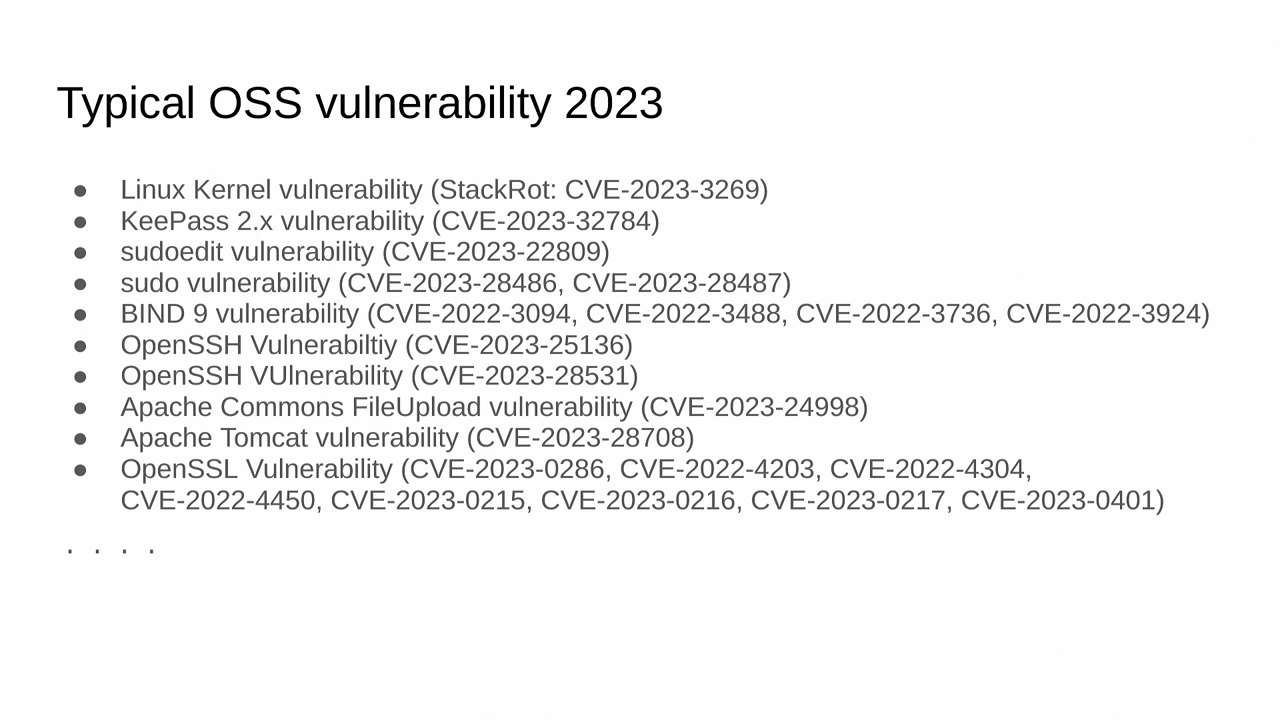 Typical OSS vulnerability 2023
● Linux Kernel vulnerability (StackRot: CVE-2023-3269)
● KeePass 2.x vulnerability (CVE-2023-32784)
● sudoedit vulnerability (CVE-2023-22809)
● sudo vulnerability (CVE-2023-28486, CVE-2023-28487)
● BIND 9 vulnerability (CVE-2022-3094, CVE-2022-3488, CVE-2022-3736, CVE-2022-3924)
● OpenSSH Vulnerabiltiy (CVE-2023-25136)
● OpenSSH VUlnerability (CVE-2023-28531)
● Apache Commons FileUpload vulnerability (CVE-2023-24998)
● Apache Tomcat vulnerability (CVE-2023-28708)
● OpenSSL Vulnerability (CVE-2023-0286, CVE-2022-4203, CVE-2022-4304,
CVE-2022-4450, CVE-2023-0215, CVE-2023-0216, CVE-2023-0217, CVE-2023-0401)
. . . .